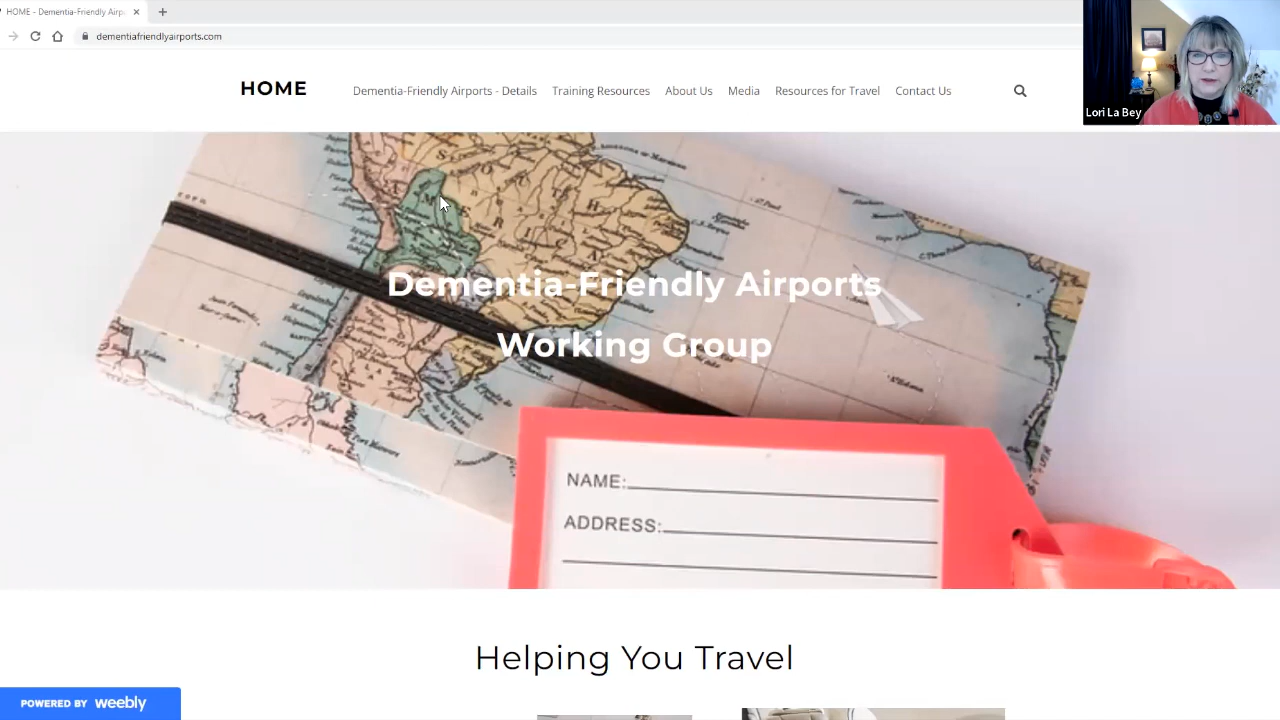 HOME - Dementia-Friendly Airp
dementiafriendlyairports.com
Lori La Bey
HOME
Dementia-Friendly Airports - Details
Training Resources
About Us
Media
Resources for Travel
Contact Us
Dementia-Friendly Airports
Working Group
NAME:
ADDRESS:
Helping You Travel
POWERED BY weebly